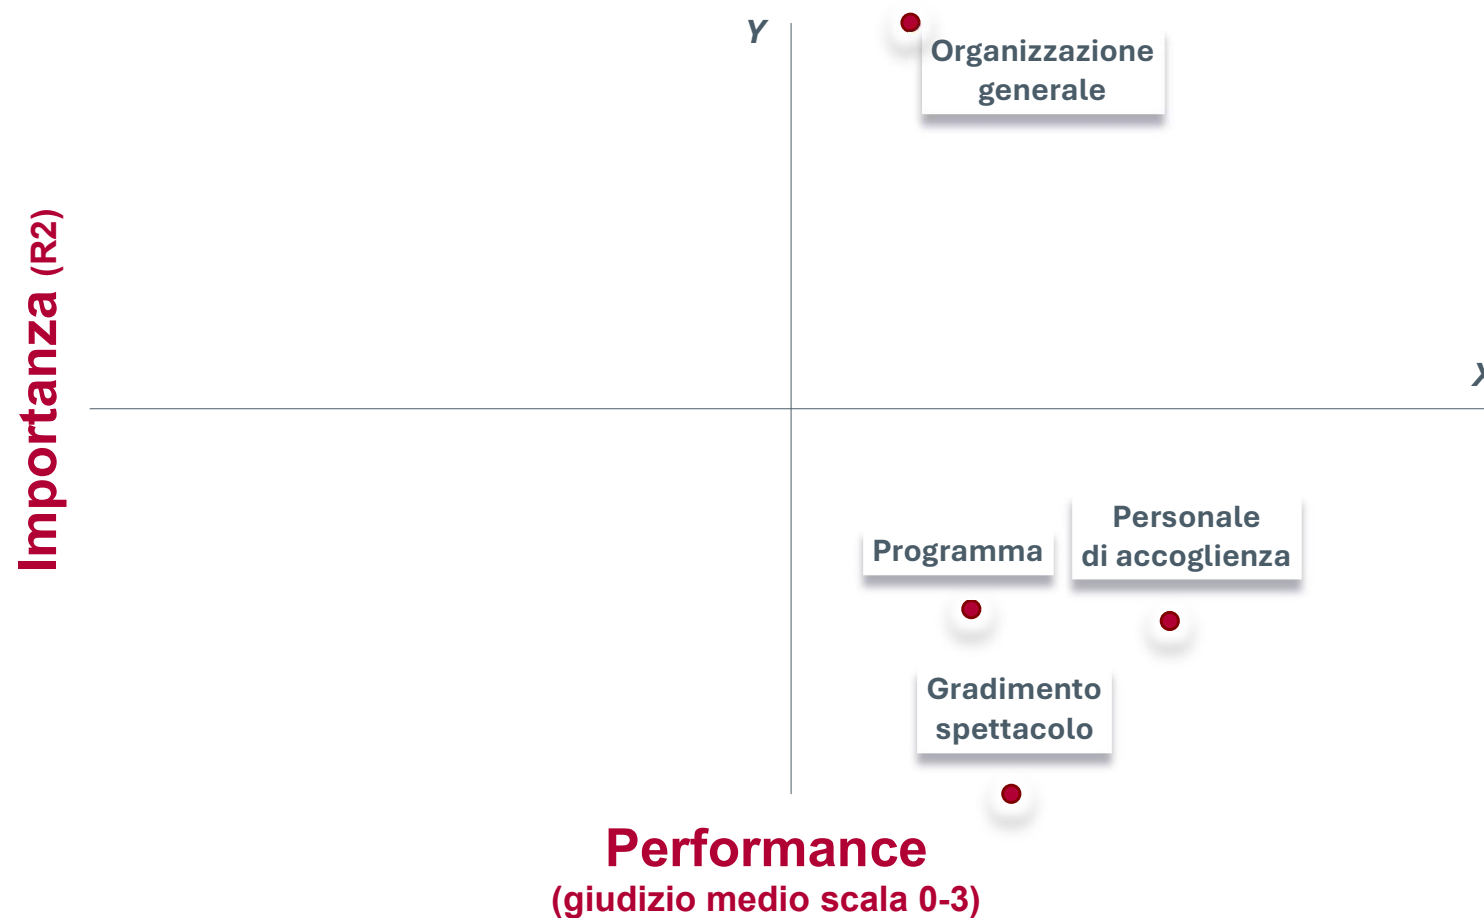 Y
Organizzazione
generale
X
Importanza (R2)
Programma
Personale
di accoglienza
Gradimento
spettacolo
Performance
(giudizio medio scala 0-3)